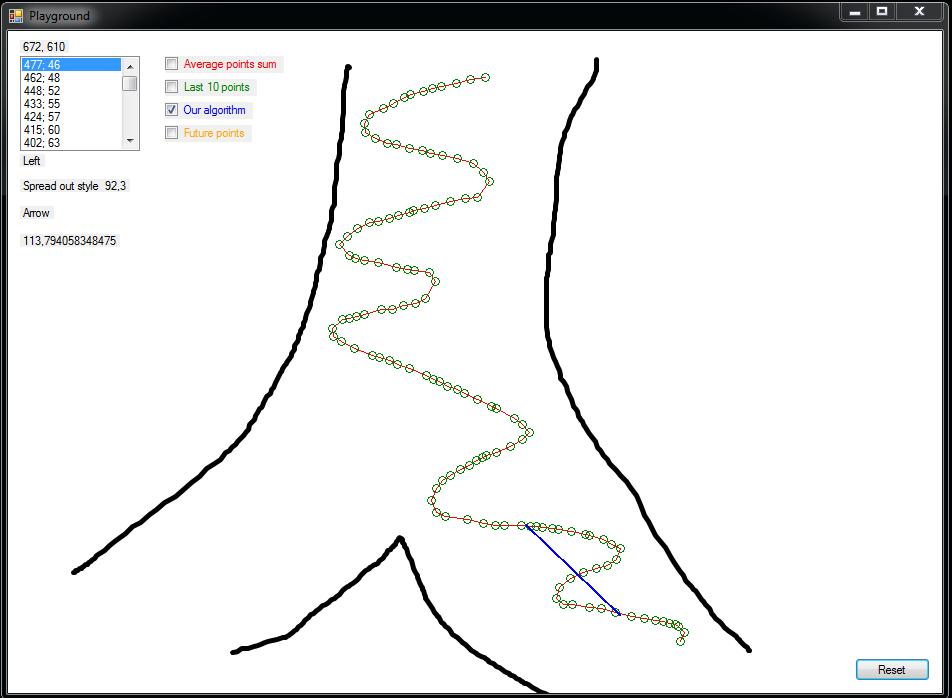 Playground
672, 610
477; 46
462; 48
448; 52
433; 55
424; 57
415; 60
402; 63
Average points sum
Last 10 points
Our algorithm
Future points
Left
Spread out style 92,3
Arrow
113,794058348475
Reset